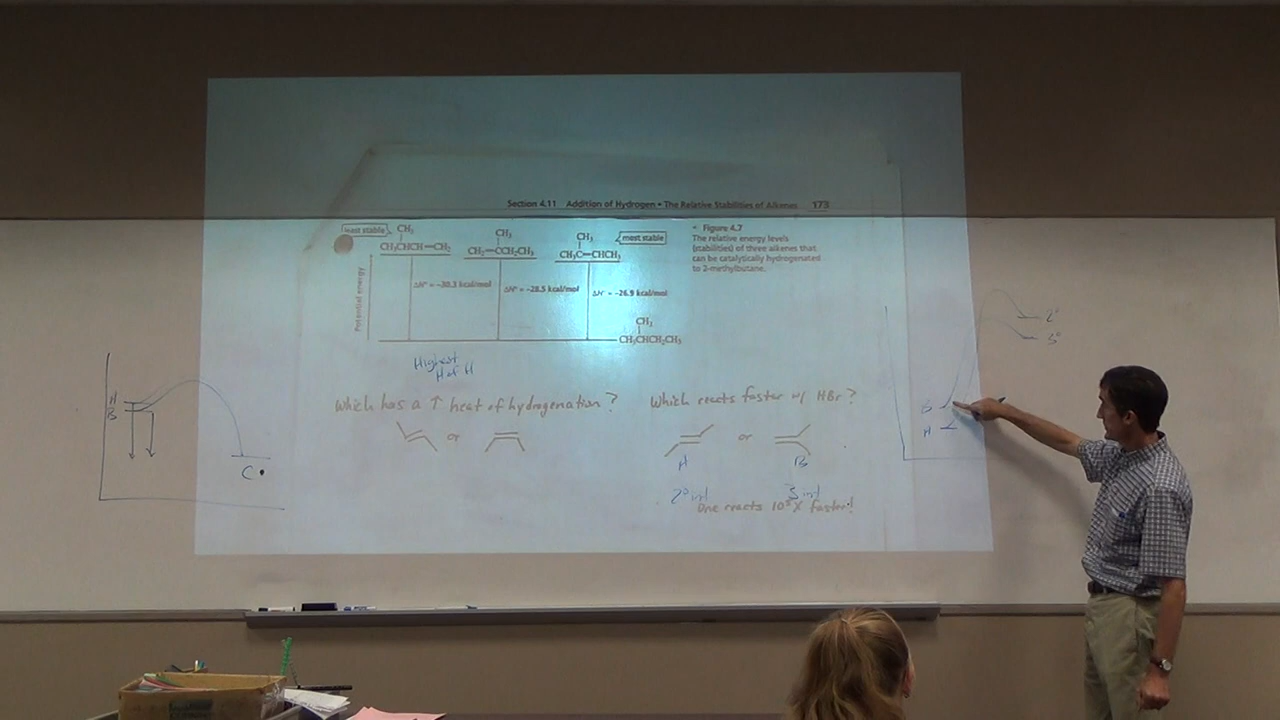 Section 4.11 Addition of Hydrogen • The Relative Stabilities of Alkenes 173
least stable
CH₃
CH₃CHCH=CH₂
CH₃
CH₂=CCH₂CH₃
CH₃
CH₃C=CHCH₃
most stable
Figure 4.7
The relative energy levels
(stabilities) of three alkenes that
can be catalytically hydrogenated
to 2-methylbutane.
Potential energy
ΔH° = –30.3 kcal/mol
ΔH° = –28.5 kcal/mol
ΔH° = –26.9 kcal/mol
CH₃
CH₃CHCH₂CH₃
Highest
H of H
Which has a ↑ heat of hydrogenation?
or
Which reacts faster w/ HBr?
or
H B
2° int 3 int
One reacts 10³X faster!
H
B
C
2°
3°
B
H